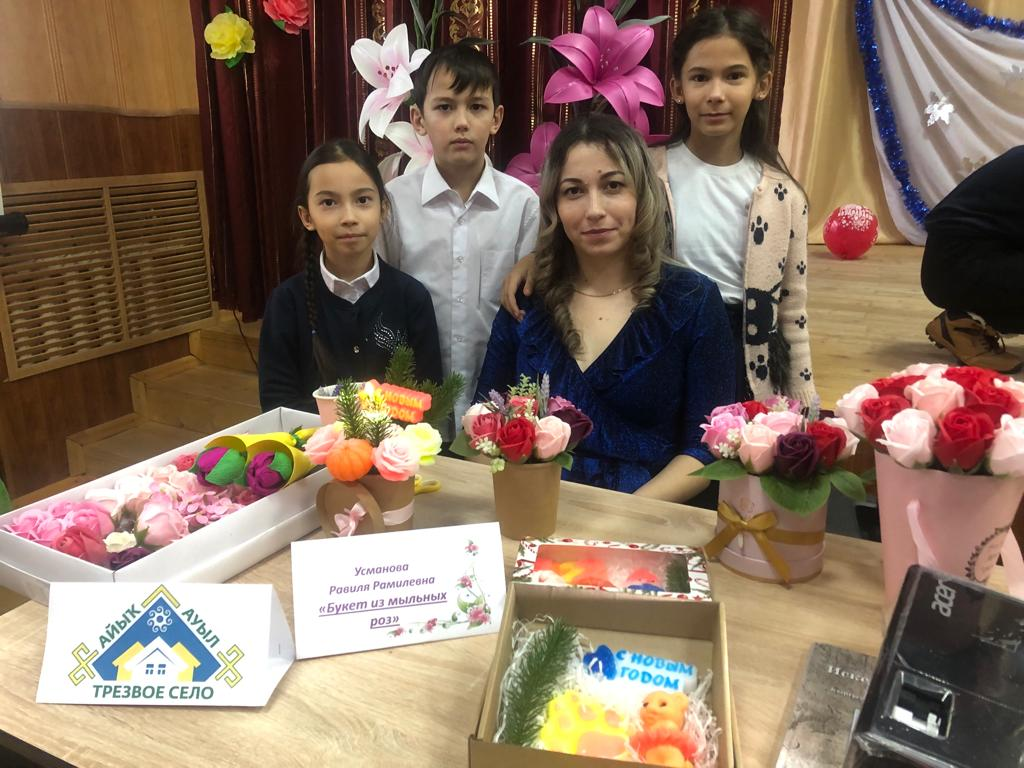 С НОВЫМ
ГОДОМ
АЙЫҠ АУЫЛ
ТРЕЗВОЕ СЕЛО
Усманова
Равиля Рамилевна
«Букет из мыльных
роз»
С НОВЫМ
ГОДОМ
acer